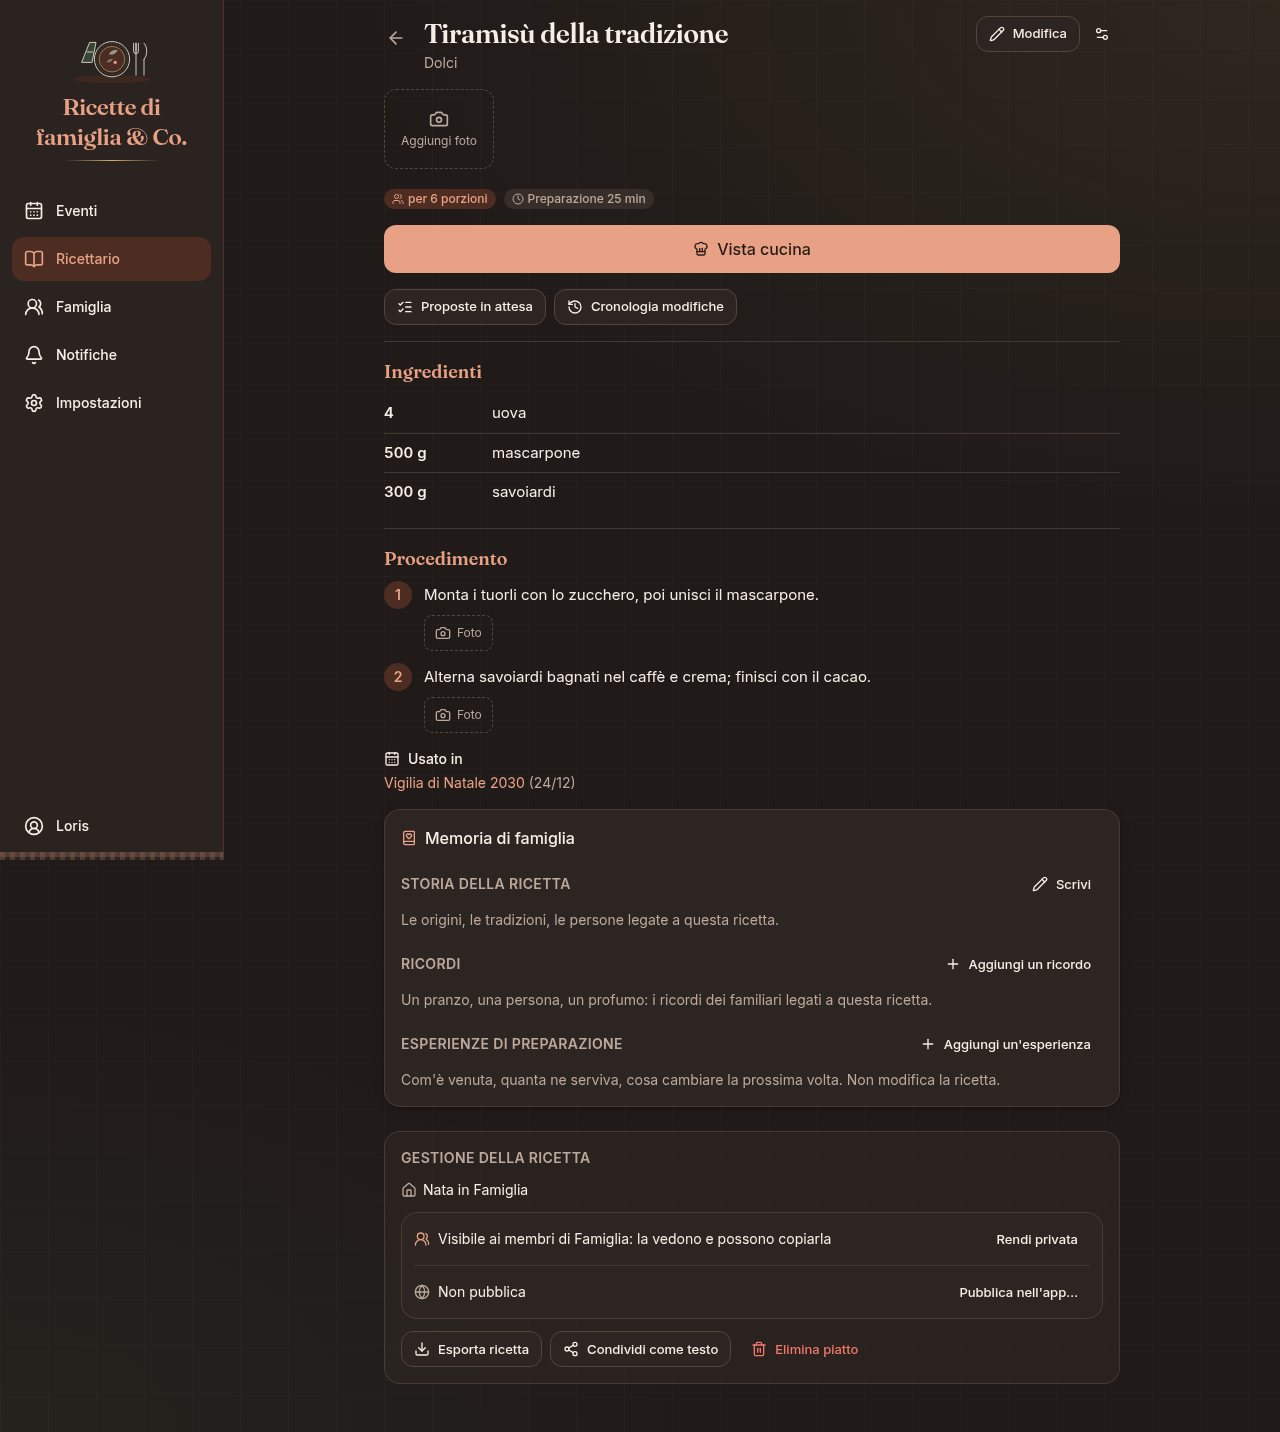 Ricette di
famiglia & Co.
Eventi
Ricettario
Famiglia
Notifiche
Impostazioni
Loris
Tiramisù della tradizione
Dolci
Modifica
Aggiungi foto
per 6 porzioni
Preparazione 25 min
Vista cucina
Proposte in attesa
Cronologia modifiche
Ingredienti
4 uova
500 g mascarpone
300 g savoiardi
Procedimento
1 Monta i tuorli con lo zucchero, poi unisci il mascarpone.
Foto
2 Alterna savoiardi bagnati nel caffè e crema; finisci con il cacao.
Foto
Usato in
Vigilia di Natale 2030 (24/12)
Memoria di famiglia
STORIA DELLA RICETTA
Scrivi
Le origini, le tradizioni, le persone legate a questa ricetta.
RICORDI
Aggiungi un ricordo
Un pranzo, una persona, un profumo: i ricordi dei familiari legati a questa ricetta.
ESPERIENZE DI PREPARAZIONE
Aggiungi un'esperienza
Com'è venuta, quanta ne serviva, cosa cambiare la prossima volta. Non modifica la ricetta.
GESTIONE DELLA RICETTA
Nata in Famiglia
Visibile ai membri di Famiglia: la vedono e possono copiarla
Rendi privata
Non pubblica
Pubblica nell'app...
Esporta ricetta
Condividi come testo
Elimina piatto